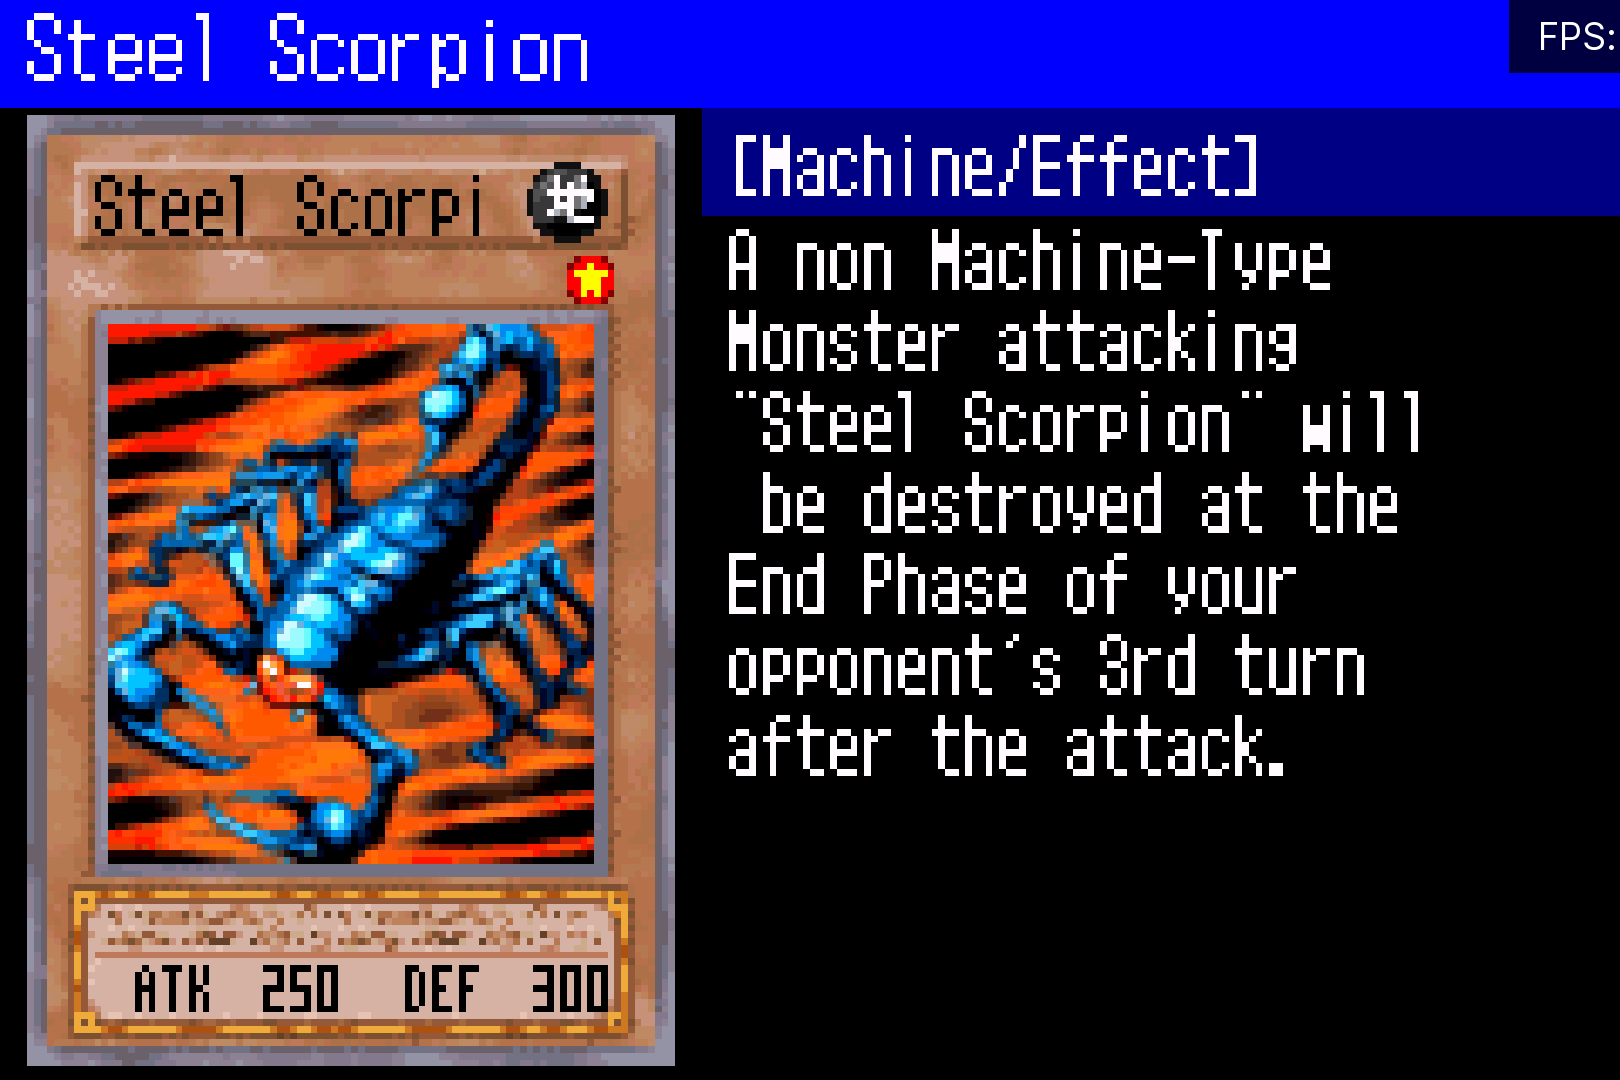 Steel Scorpion
FPS:
Steel Scorpi
地
[Machine/Effect]
A non Machine-Type
Monster attacking
¨Steel Scorpion¨ will
be destroyed at the
End Phase of your
opponent´s 3rd turn
after the attack.
ATK 250 DEF 300